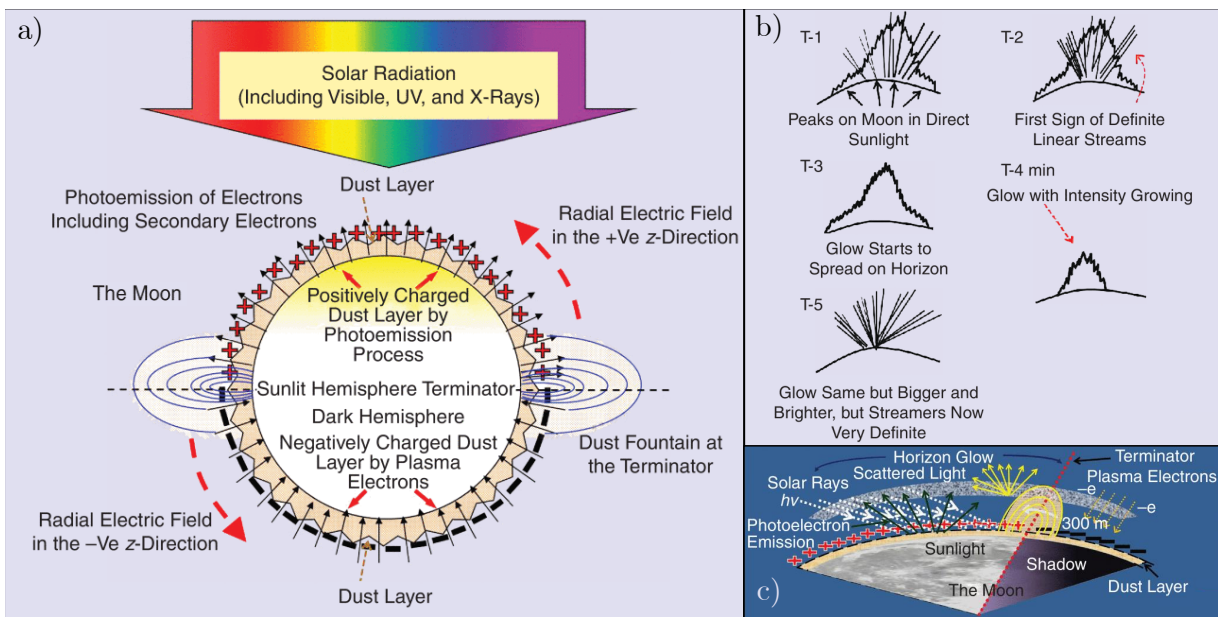 a)
Solar Radiation
(Including Visible, UV, and X-Rays)
Photoemission of Electrons
Including Secondary Electrons
Dust Layer
Radial Electric Field
in the +Ve z-Direction
The Moon
Positively Charged
Dust Layer by
Photoemission
Process
Sunlit Hemisphere Terminator
Dark Hemisphere
Negatively Charged Dust
Layer by Plasma
Electrons
Dust Fountain at
the Terminator
Radial Electric Field
in the –Ve z-Direction
Dust Layer
b)
T-1
Peaks on Moon in Direct
Sunlight
T-2
First Sign of Definite
Linear Streams
T-3
Glow Starts to
Spread on Horizon
T-4 min
Glow with Intensity Growing
T-5
Glow Same but Bigger and
Brighter, but Streamers Now
Very Definite
c)
Horizon Glow
Scattered Light
Terminator
Plasma Electrons
Solar Rays
hν
–e
–e
Photoelectron
Emission
300 m
Sunlight
Shadow
The Moon
Dust Layer